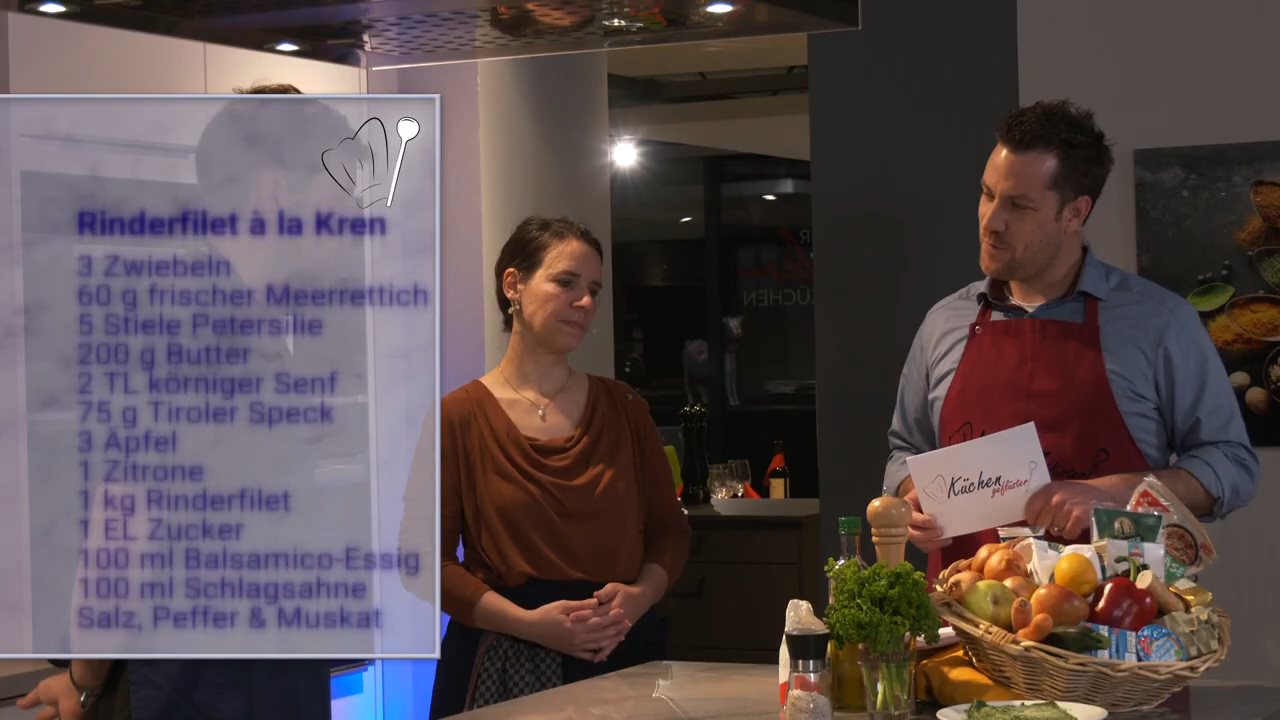 Rinderfilet à la Kren
3 Zwiebeln
60 g frischer Meerrettich
5 Stiele Petersilie
200 g Butter
2 TL körniger Senf
75 g Tiroler Speck
3 Äpfel
1 Zitrone
1 kg Rinderfilet
1 EL Zucker
100 ml Balsamico-Essig
100 ml Schlagsahne
Salz, Peffer & Muskat
KÜCHEN
Küchen
geflüster